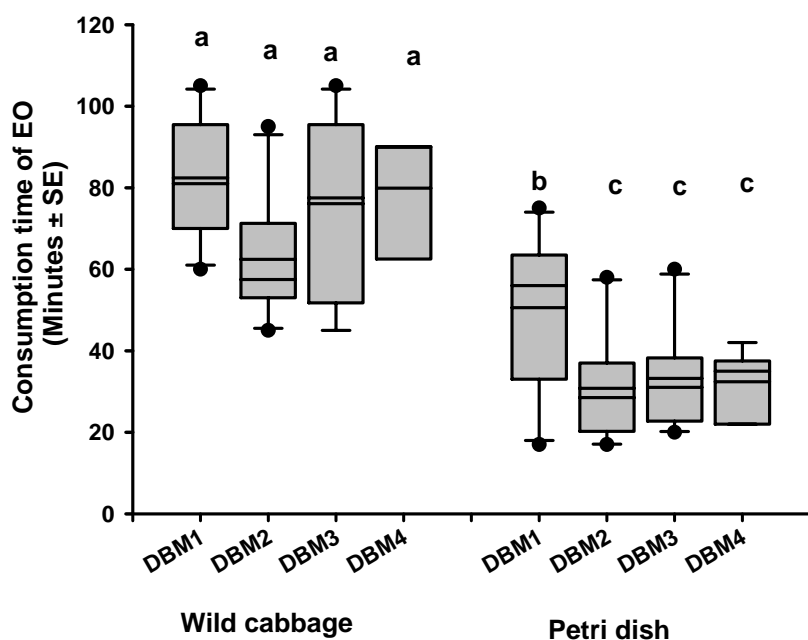 Consumption time of EO
(Minutes ± SE)
120
100
80
60
40
20
0
a a a a
b c c c
DBM1 DBM2 DBM3 DBM4 DBM1 DBM2 DBM3 DBM4
Wild cabbage Petri dish